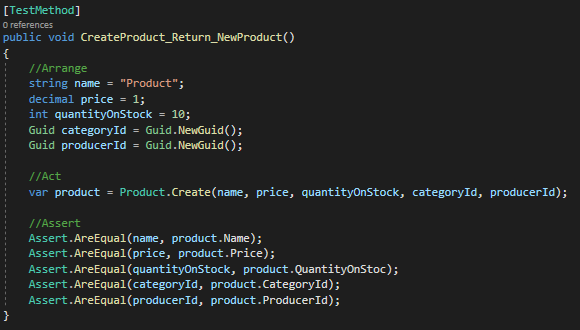 [TestMethod]
0 references
public void CreateProduct_Return_NewProduct()
{
//Arrange
string name = "Product";
decimal price = 1;
int quantityOnStock = 10;
Guid categoryId = Guid.NewGuid();
Guid producerId = Guid.NewGuid();
//Act
var product = Product.Create(name, price, quantityOnStock, categoryId, producerId);
//Assert
Assert.AreEqual(name, product.Name);
Assert.AreEqual(price, product.Price);
Assert.AreEqual(quantityOnStock, product.QuantityOnStoc);
Assert.AreEqual(categoryId, product.CategoryId);
Assert.AreEqual(producerId, product.ProducerId);
}